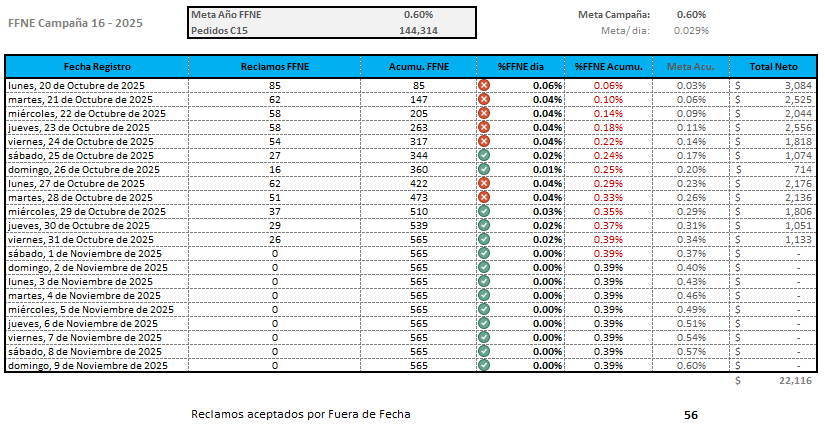 FFNE Campaña 16 - 2025
Meta Año FFNE 0.60%
Pedidos C15 144,314
Meta Campaña: 0.60%
Meta/ dia: 0.029%
Fecha Registro Reclamos FFNE Acumu. FFNE %FFNE dia %FFNE Acumu. Meta Acu. Total Neto
lunes, 20 de Octubre de 2025 85 85 0.06% 0.06% 0.03% $ 3,084
martes, 21 de Octubre de 2025 62 147 0.04% 0.10% 0.06% $ 2,525
miércoles, 22 de Octubre de 2025 58 205 0.04% 0.14% 0.09% $ 2,044
jueves, 23 de Octubre de 2025 58 263 0.04% 0.18% 0.11% $ 2,556
viernes, 24 de Octubre de 2025 54 317 0.04% 0.22% 0.14% $ 1,818
sábado, 25 de Octubre de 2025 27 344 0.02% 0.24% 0.17% $ 1,074
domingo, 26 de Octubre de 2025 16 360 0.01% 0.25% 0.20% $ 714
lunes, 27 de Octubre de 2025 62 422 0.04% 0.29% 0.23% $ 2,176
martes, 28 de Octubre de 2025 51 473 0.04% 0.33% 0.26% $ 2,136
miércoles, 29 de Octubre de 2025 37 510 0.03% 0.35% 0.29% $ 1,806
jueves, 30 de Octubre de 2025 29 539 0.02% 0.37% 0.31% $ 1,051
viernes, 31 de Octubre de 2025 26 565 0.02% 0.39% 0.34% $ 1,133
sábado, 1 de Noviembre de 2025 0 565 0.00% 0.39% 0.37% $ -
domingo, 2 de Noviembre de 2025 0 565 0.00% 0.39% 0.40% $ -
lunes, 3 de Noviembre de 2025 0 565 0.00% 0.39% 0.43% $ -
martes, 4 de Noviembre de 2025 0 565 0.00% 0.39% 0.46% $ -
miércoles, 5 de Noviembre de 2025 0 565 0.00% 0.39% 0.49% $ -
jueves, 6 de Noviembre de 2025 0 565 0.00% 0.39% 0.51% $ -
viernes, 7 de Noviembre de 2025 0 565 0.00% 0.39% 0.54% $ -
sábado, 8 de Noviembre de 2025 0 565 0.00% 0.39% 0.57% $ -
domingo, 9 de Noviembre de 2025 0 565 0.00% 0.39% 0.60% $ -
$ 22,116
Reclamos aceptados por Fuera de Fecha 56